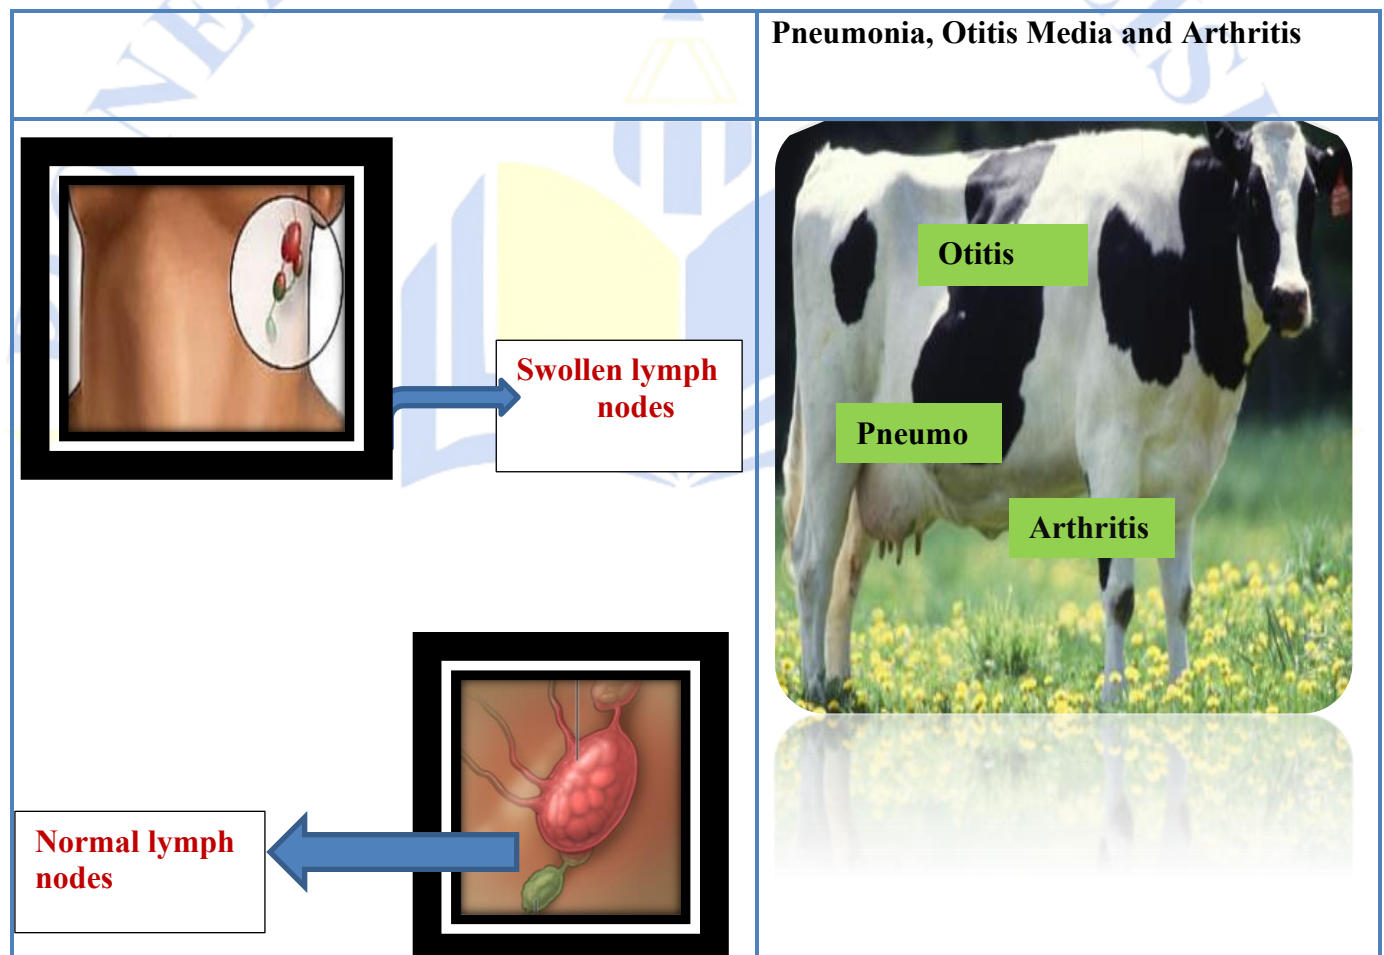 Pneumonia, Otitis Media and Arthritis
Swollen lymph
nodes
Otitis
Pneumo
Arthritis
Normal lymph
nodes